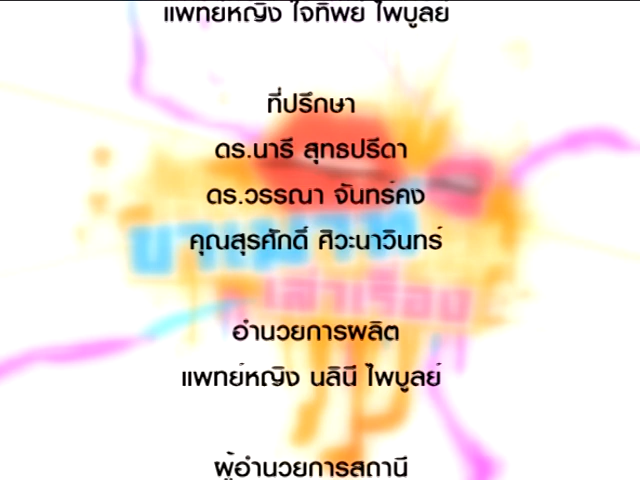 แพทย์หญิง ใจทิพย์ ไพบูลย์
ที่ปรึกษา
ดร.นารี สุทธปรีดา
ดร.วรรณา จันทร์คง
คุณสุรศักดิ์ ศิวะนาวินทร์
อำนวยการผลิต
แพทย์หญิง นลินี ไพบูลย์
ผู้อำนวยการสถานี